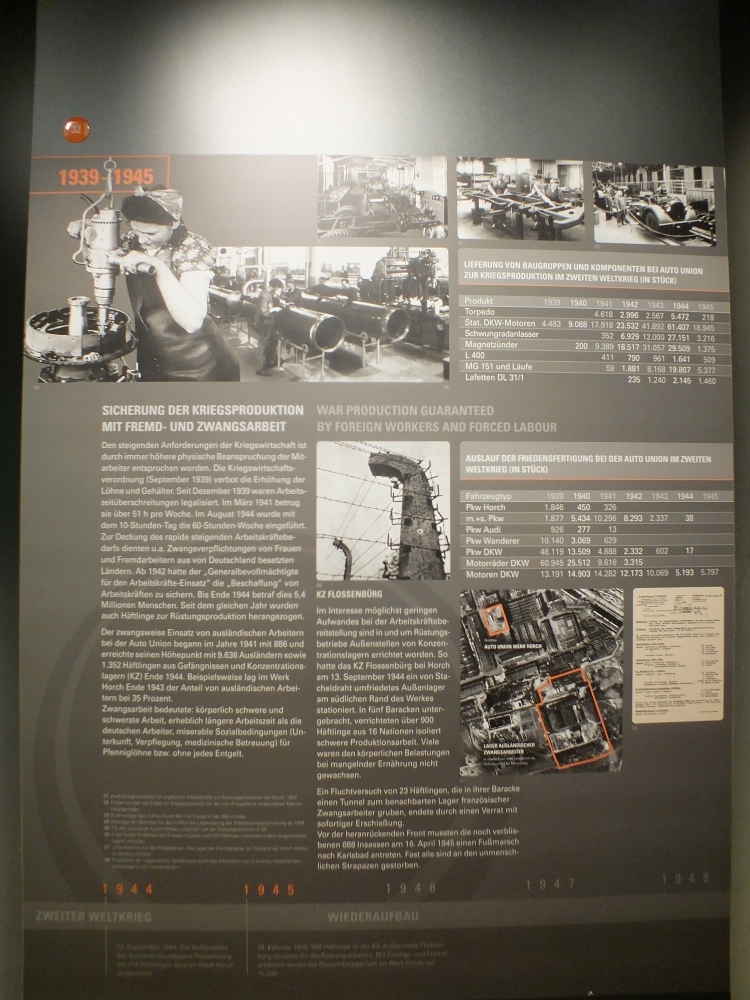 32
1939-1945
LIEFERUNG VON BAUGRUPPEN UND KOMPONENTEN BEI AUTO UNION
ZUR KRIEGSPRODUKTION IM ZWEITEN WELTKRIEG (IN STÜCK)
Produkt 1939 1940 1941 1942 1943 1944 1945
Torpedo 4.618 2.996 2.567 5.472 218
Stat. DKW-Motoren 4.483 9.088 17.918 23.532 41.892 61.407 18.945
Schwungradanlasser 352 6.929 12.000 27.151 3.216
Magnetzünder 200 9.389 18.517 31.057 29.509 1.375
L 400 411 790 961 1.641 509
MG 151 und Läufe 59 1.881 8.168 19.807 5.377
Lafetten DL 31/1 235 1.240 2.145 1.460
SICHERUNG DER KRIEGSPRODUKTION
MIT FREMD- UND ZWANGSARBEIT
Den steigenden Anforderungen der Kriegswirtschaft ist
durch immer höhere physische Beanspruchung der Mit-
arbeiter entsprochen worden. Die Kriegswirtschafts-
verordnung (September 1939) verbot die Erhöhung der
Löhne und Gehälter. Seit Dezember 1939 waren Arbeits-
zeitüberschreitungen legalisiert. Im März 1941 betrug
sie über 51 h pro Woche. Im August 1944 wurde mit
dem 10-Stunden-Tag die 60-Stunden-Woche eingeführt.
Zur Deckung des rapide steigenden Arbeitskräftebe-
darfs dienten u.a. Zwangsverpflichtungen von Frauen
und Fremdarbeitern aus von Deutschland besetzten
Ländern. Ab 1942 hatte der „Generalbevollmächtigte
für den Arbeitskräfte-Einsatz" die „Beschaffung" von
Arbeitskräften zu sichern. Bis Ende 1944 betraf dies 5,4
Millionen Menschen. Seit dem gleichen Jahr wurden
auch Häftlinge zur Rüstungsproduktion herangezogen.
Der zwangsweise Einsatz von ausländischen Arbeitern
bei der Auto Union begann im Jahre 1941 mit 886 und
erreichte seinen Höhepunkt mit 9.636 Ausländern sowie
1.352 Häftlingen aus Gefängnissen und Konzentrations-
lagern (KZ) Ende 1944. Beispielsweise lag im Werk
Horch Ende 1943 der Anteil von ausländischen Arbei-
tern bei 35 Prozent.
Zwangsarbeit bedeutete: körperlich schwere und
schwerste Arbeit, erheblich längere Arbeitszeit als die
deutschen Arbeiter, miserable Sozialbedingungen (Un-
terkunft, Verpflegung, medizinische Betreuung) für
Pfenniglöhne bzw. ohne jedes Entgelt.
WAR PRODUCTION GUARANTEED
BY FOREIGN WORKERS AND FORCED LABOUR
KZ FLOSSENBÜRG
Im Interesse möglichst geringen
Aufwandes bei der Arbeitskräftebe-
reitstellung sind in und um Rüstungs-
betriebe Außenstellen von Konzen-
trationslagern errichtet worden. So
hatte das KZ Flossenbürg bei Horch
am 13. September 1944 ein von Sta-
cheldraht umfriedetes Außenlager
am südlichen Rand des Werkes
stationiert. In fünf Baracken unter-
gebracht, verrichteten über 900
Häftlinge aus 16 Nationen isoliert
schwere Produktionsarbeit. Viele
waren den körperlichen Belastungen
bei mangelnder Ernährung nicht
gewachsen.
Ein Fluchtversuch von 23 Häftlingen, die in ihrer Baracke
einen Tunnel zum benachbarten Lager französischer
Zwangsarbeiter gruben, endete durch einen Verrat mit
sofortiger Erschießung.
Vor der heranrückenden Front mussten die noch verblie-
benen 688 Insassen am 16. April 1945 einen Fußmarsch
nach Karlsbad antreten. Fast alle sind an den unmensch-
lichen Strapazen gestorben.
AUSLAUF DER FRIEDENSFERTIGUNG BEI DER AUTO UNION IM ZWEITEN
WELTKRIEG (IN STÜCK)
Fahrzeugtyp 1939 1940 1941 1942 1943 1944 1945
Pkw Horch 1.846 450 326
m.+s. Pkw 1.877 5.434 10.296 8.293 2.337 38
Pkw Audi 926 277 13
Pkw Wanderer 10.140 3.069 629
Pkw DKW 48.119 13.509 4.888 2.332 602 17
Motorräder DKW 60.945 25.512 9.616 3.315
Motoren DKW 13.191 14.903 14.282 12.173 10.069 5.193 5.797
AUTO UNION WERK HORCH
LAGER AUSLÄNDISCHER
ZWANGSARBEITER
1944 1945 1946 1947 1948
ZWEITER WELTKRIEG WIEDERAUFBAU
13. September 1944: Die Außenstelle
des Konzentrationslagers Flossenbürg